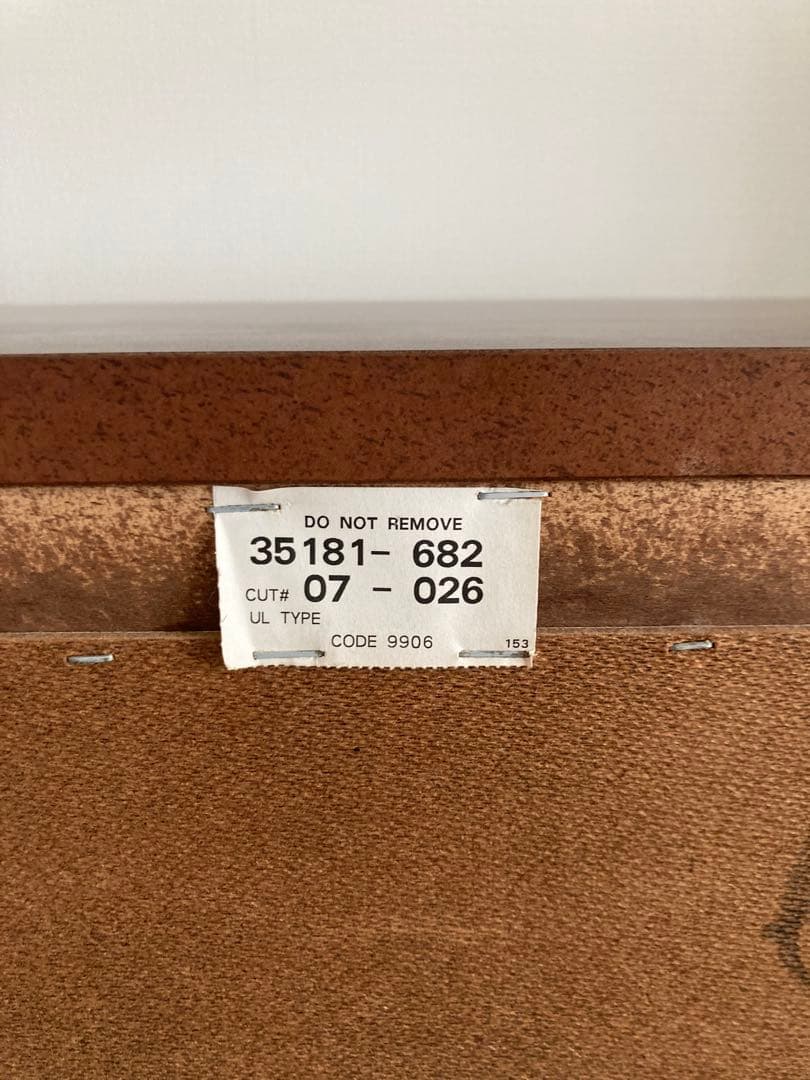 DO NOT REMOVE
35181- 682
CUT# 07 - 026
UL TYPE
CODE 9906 153